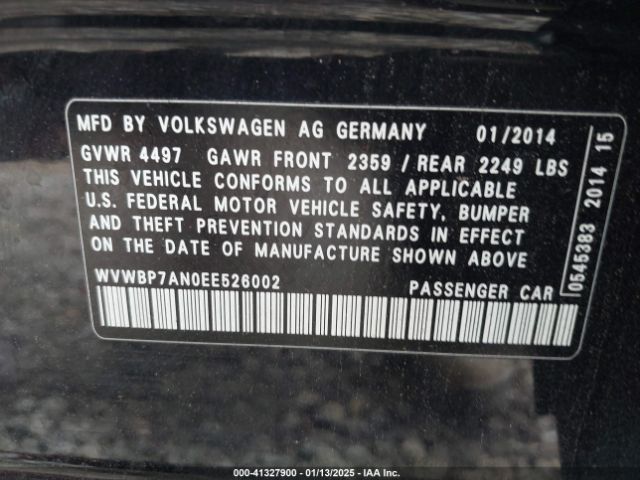 MFD BY VOLKSWAGEN AG GERMANY 01/2014
GVWR 4497 GAWR FRONT 2359 / REAR 2249 LBS
THIS VEHICLE CONFORMS TO ALL APPLICABLE
U.S. FEDERAL MOTOR VEHICLE SAFETY, BUMPER
AND THEFT PREVENTION STANDARDS IN EFFECT
ON THE DATE OF MANUFACTURE SHOWN ABOVE
WVWBP7AN0EE526002 PASSENGER CAR
0545383 2014 15
000-41327900 - 01/13/2025 - IAA Inc.